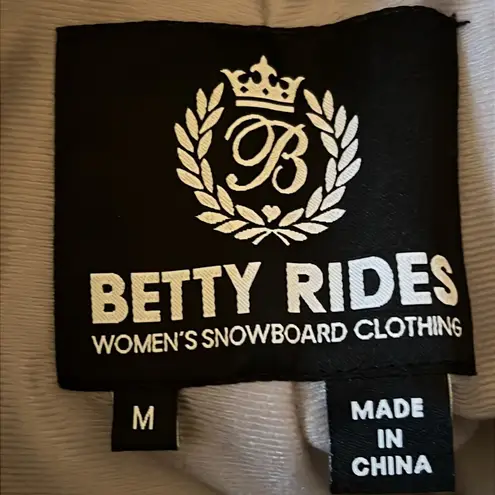 B
BETTY RIDES
WOMEN'S SNOWBOARD CLOTHING
M
MADE
IN
CHINA